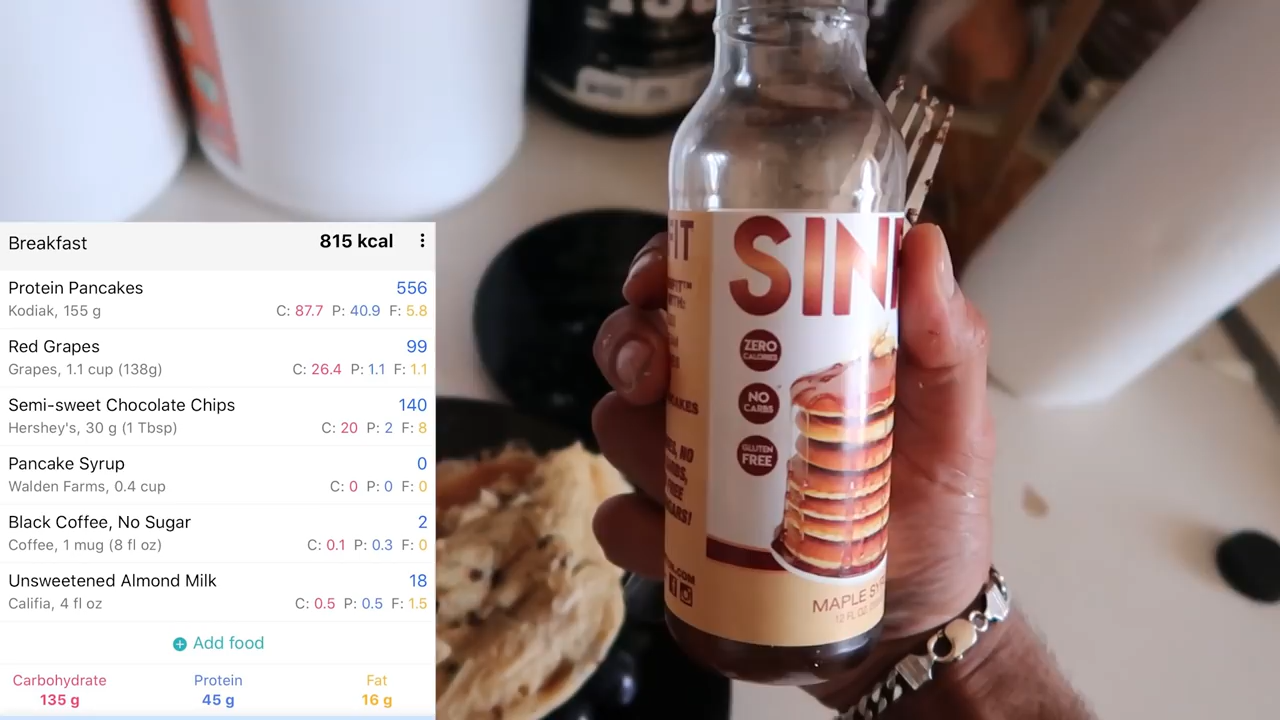 Breakfast 815 kcal
Protein Pancakes 556
Kodiak, 155 g C: 87.7 P: 40.9 F: 5.8
Red Grapes 99
Grapes, 1.1 cup (138g) C: 26.4 P: 1.1 F: 1.1
Semi-sweet Chocolate Chips 140
Hershey's, 30 g (1 Tbsp) C: 20 P: 2 F: 8
Pancake Syrup 0
Walden Farms, 0.4 cup C: 0 P: 0 F: 0
Black Coffee, No Sugar 2
Coffee, 1 mug (8 fl oz) C: 0.1 P: 0.3 F: 0
Unsweetened Almond Milk 18
Califia, 4 fl oz C: 0.5 P: 0.5 F: 1.5
Add food
Carbohydrate Protein Fat
135 g 45 g 16 g
SIN
ZERO
CALORIES
NO
CARBS
GLUTEN
FREE
MAPLE
12 FL OZ